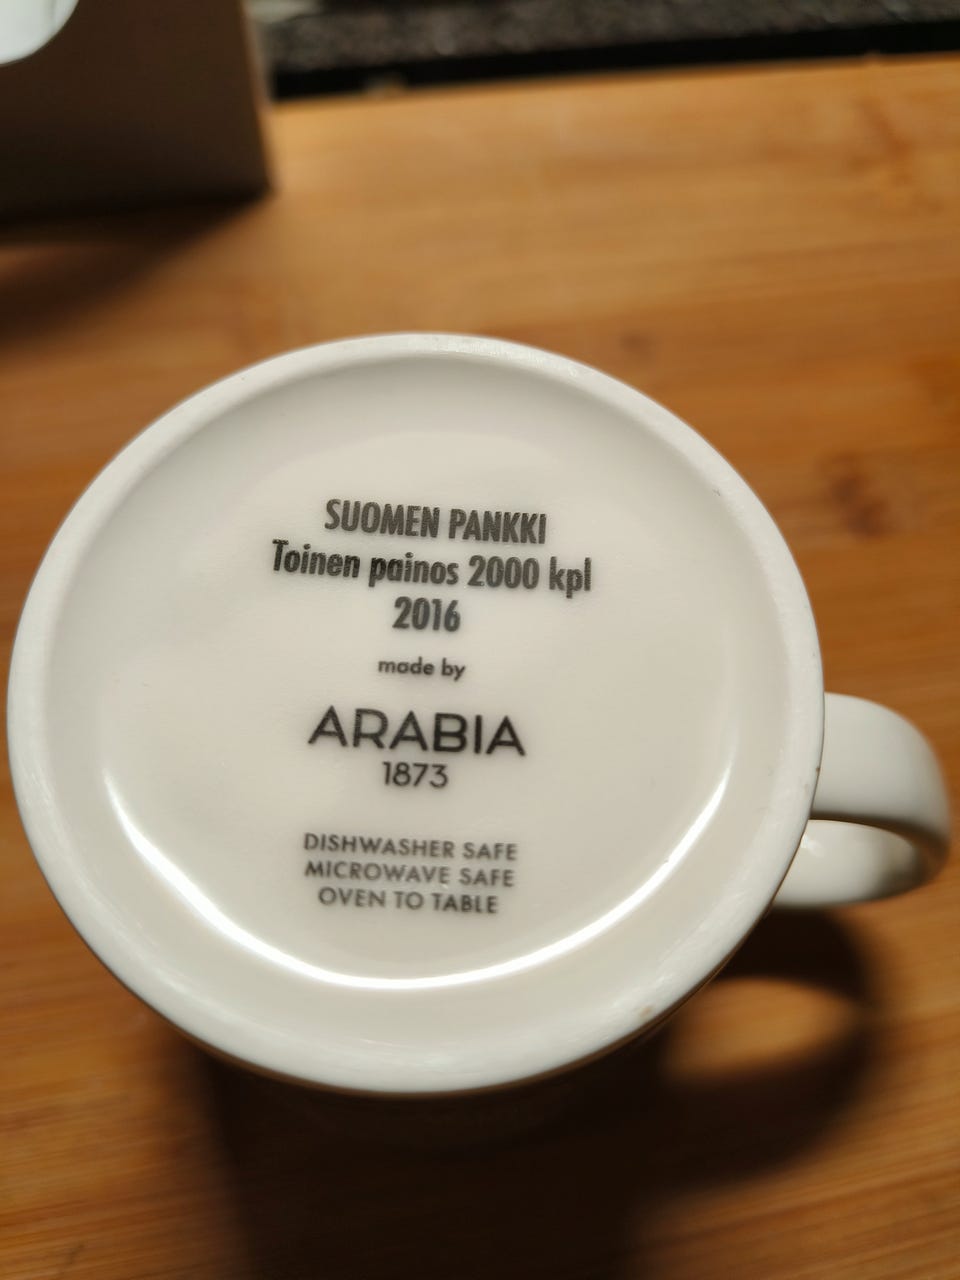 SUOMEN PANKKI
Toinen painos 2000 kpl
2016
made by
ARABIA
1873
DISHWASHER SAFE
MICROWAVE SAFE
OVEN TO TABLE